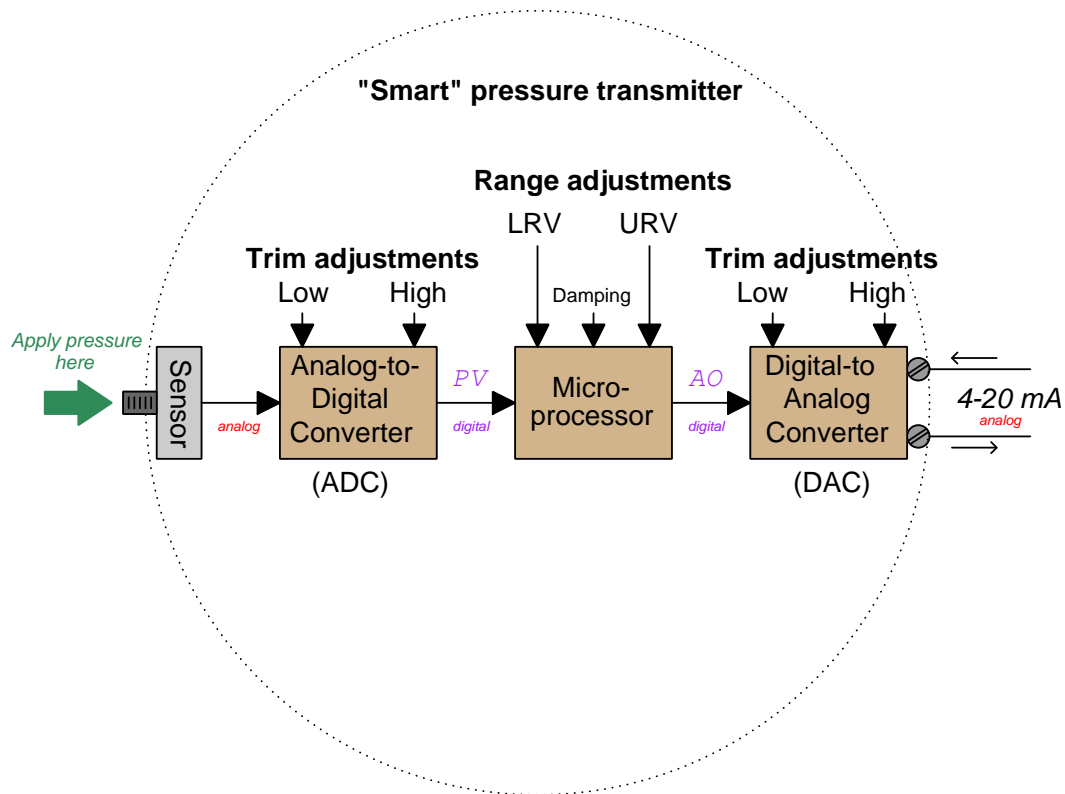 "Smart" pressure transmitter
Range adjustments
LRV
URV
Trim adjustments
Low
High
Damping
Trim adjustments
Low
High
Apply pressure
here
Sensor
analog
Analog-to-
Digital
Converter
(ADC)
PV
digital
Micro-
processor
AO
digital
Digital-to
Analog
Converter
(DAC)
4-20 mA
analog